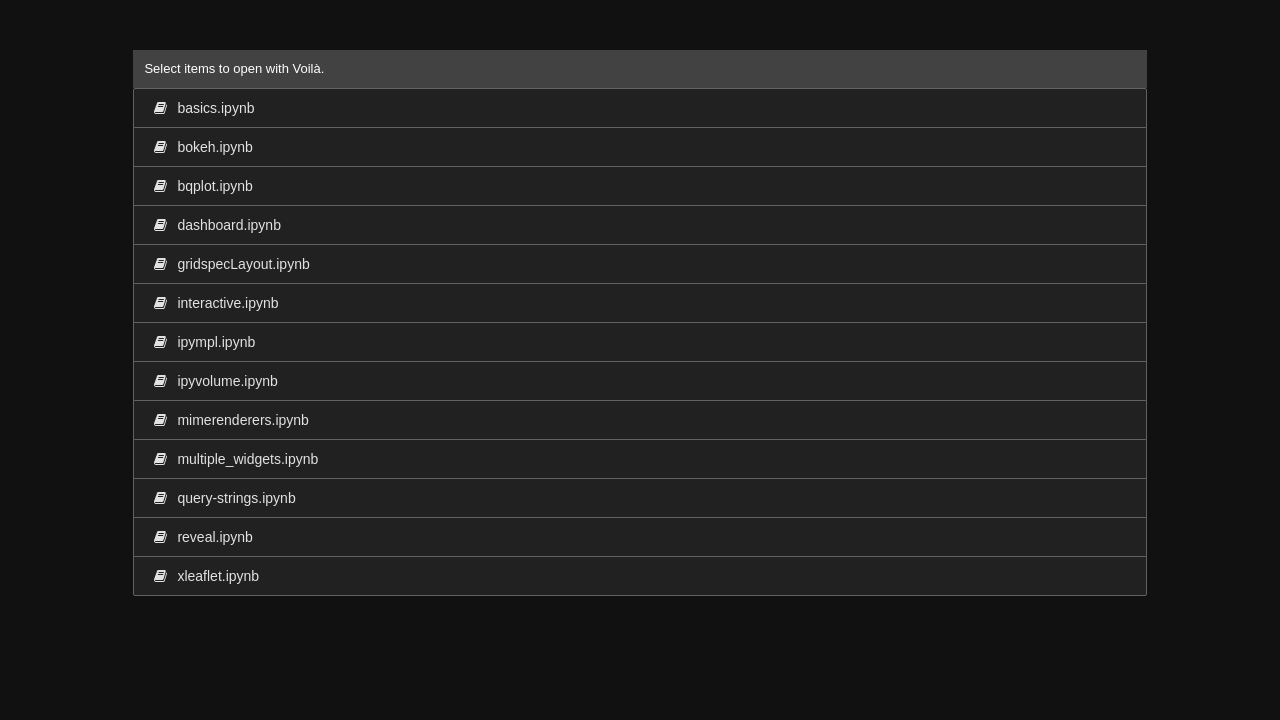 Select items to open with Voilà.
basics.ipynb
bokeh.ipynb
bqplot.ipynb
dashboard.ipynb
gridspecLayout.ipynb
interactive.ipynb
ipympl.ipynb
ipyvolume.ipynb
mimerenderers.ipynb
multiple_widgets.ipynb
query-strings.ipynb
reveal.ipynb
xleaflet.ipynb